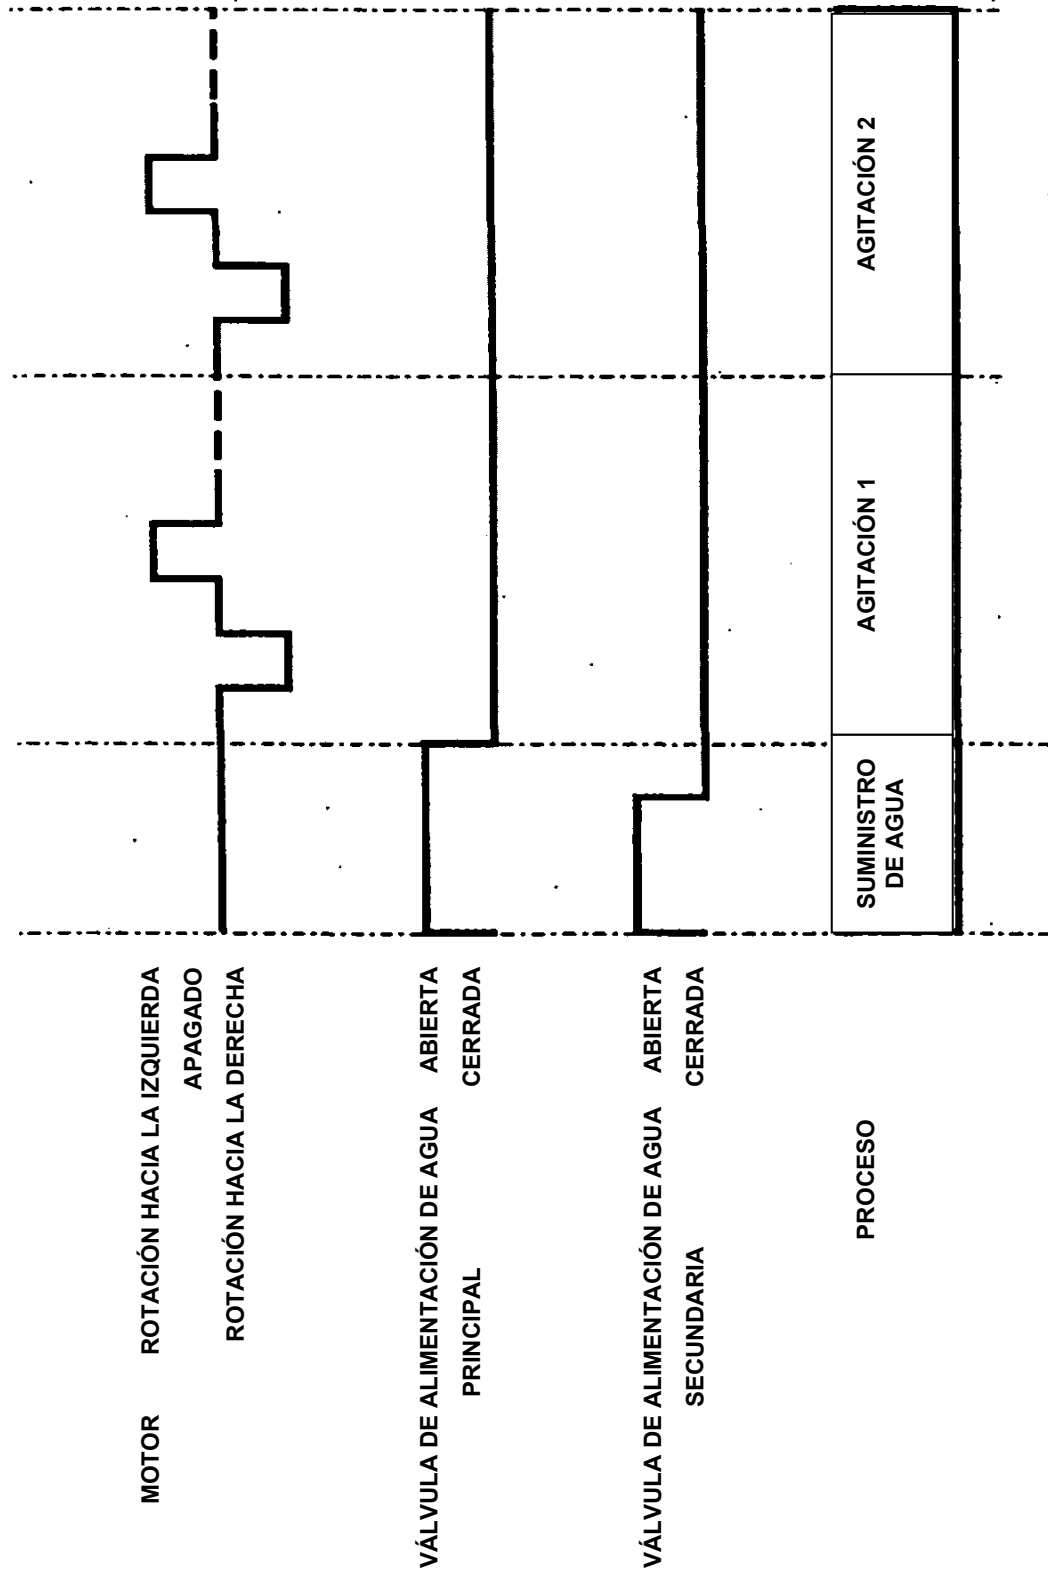 MOTOR ROTACIÓN HACIA LA IZQUIERDA
APAGADO
ROTACIÓN HACIA LA DERECHA
VÁLVULA DE ALIMENTACIÓN DE AGUA ABIERTA
PRINCIPAL CERRADA
VÁLVULA DE ALIMENTACIÓN DE AGUA ABIERTA
SECUNDARIA CERRADA
PROCESO
SUMINISTRO
DE AGUA
AGITACIÓN 1
AGITACIÓN 2